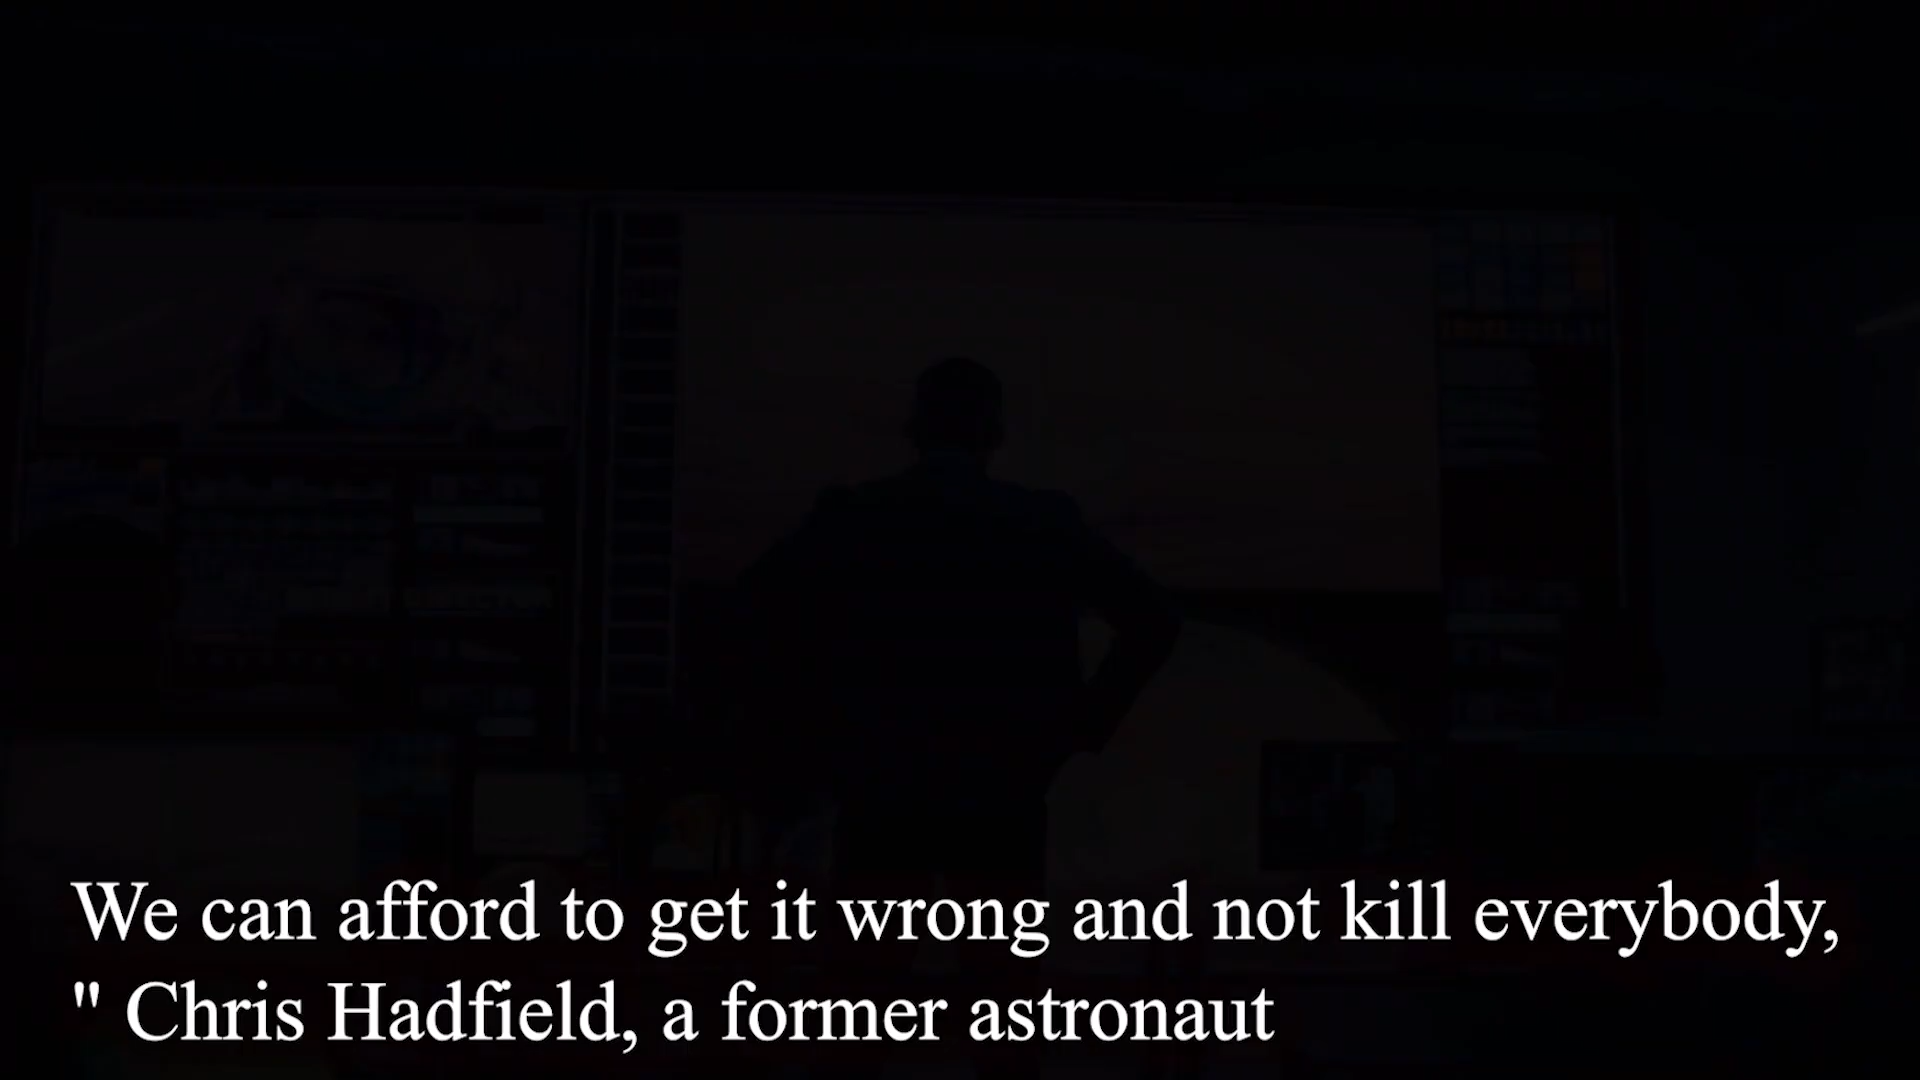 We can afford to get it wrong and not kill everybody,
" Chris Hadfield, a former astronaut